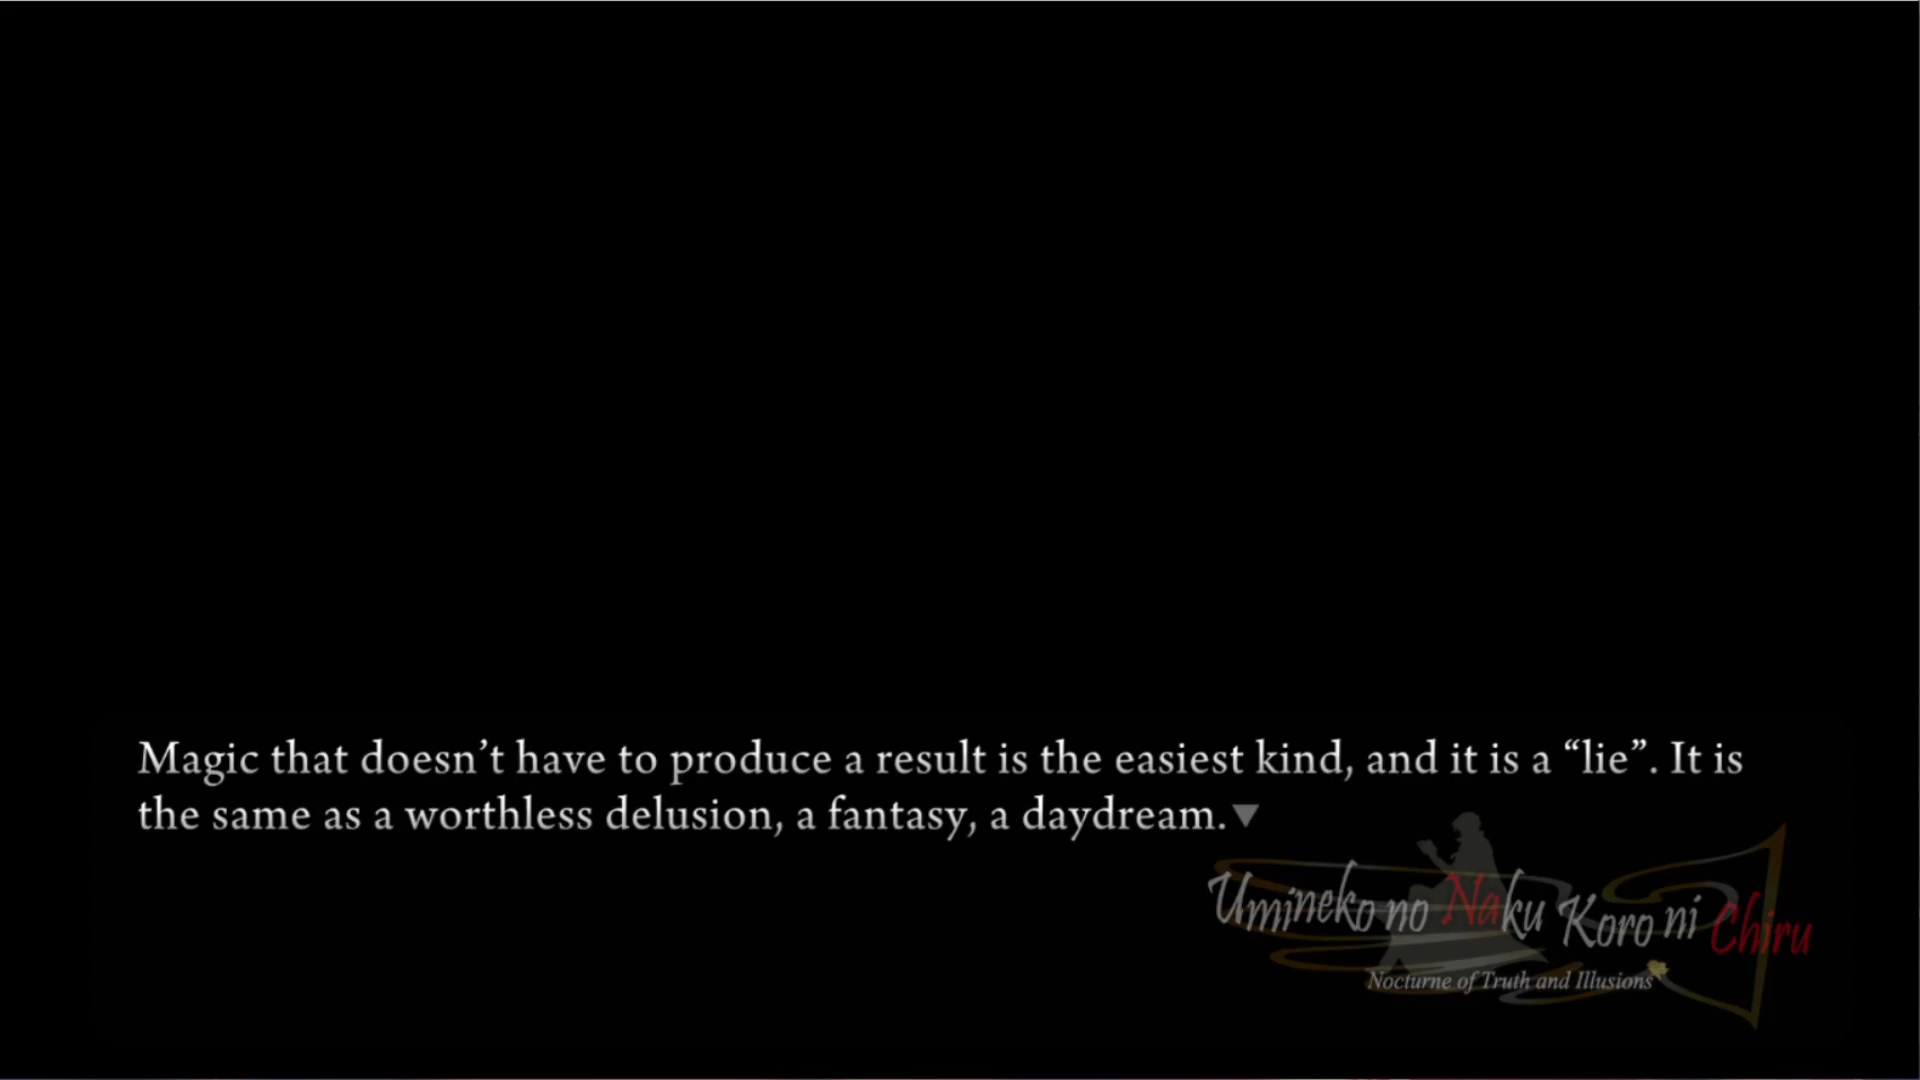 Magic that doesn’t have to produce a result is the easiest kind, and it is a “lie”. It is
the same as a worthless delusion, a fantasy, a daydream.
Umineko no Naku Koro ni Chiru
Nocturne of Truth and Illusions